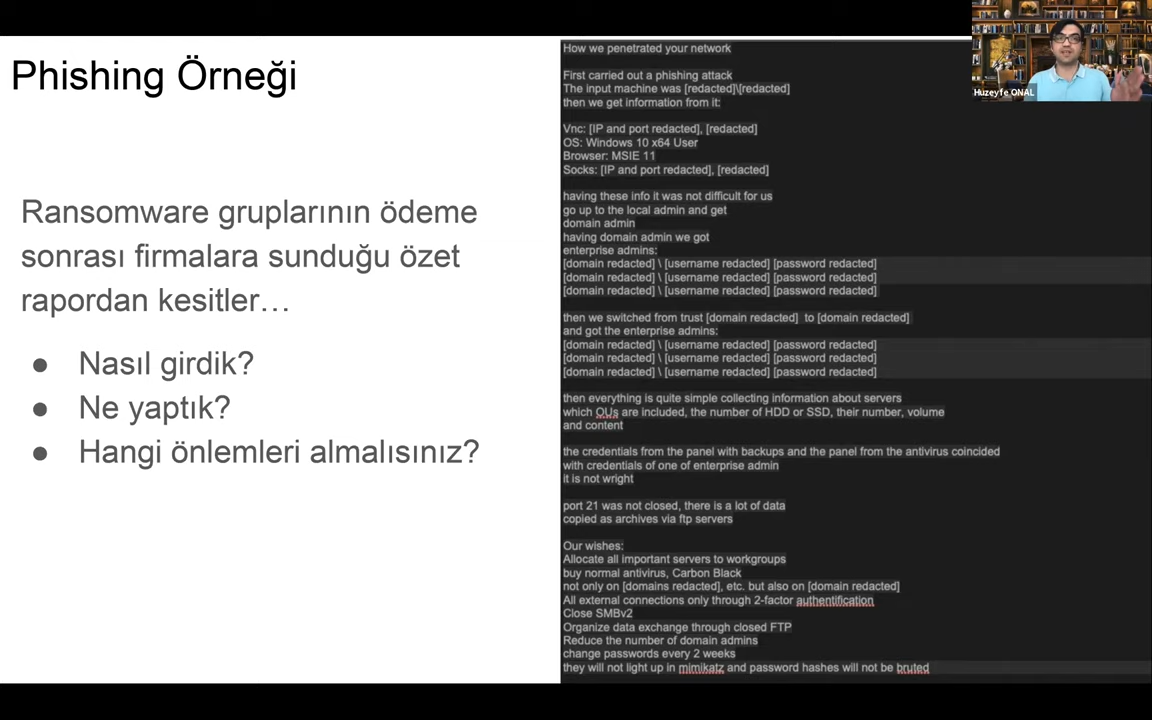 Phishing Örneği
Ransomware gruplarının ödeme
sonrası firmalara sunduğu özet
rapordan kesitler…
● Nasıl girdik?
● Ne yaptık?
● Hangi önlemleri almalısınız?
How we penetrated your network
First carried out a phishing attack
The input machine was [redacted]\[redacted]
then we get information from it:
Vnc: [IP and port redacted], [redacted]
OS: Windows 10 x64 User
Browser: MSIE 11
Socks: [IP and port redacted], [redacted]
having these info it was not difficult for us
go up to the local admin and get
domain admin
having domain admin we got
enterprise admins:
[domain redacted] \ [username redacted] [password redacted]
[domain redacted] \ [username redacted] [password redacted]
[domain redacted] \ [username redacted] [password redacted]
then we switched from trust [domain redacted] to [domain redacted]
and got the enterprise admins:
[domain redacted] \ [username redacted] [password redacted]
[domain redacted] \ [username redacted] [password redacted]
[domain redacted] \ [username redacted] [password redacted]
then everything is quite simple collecting information about servers
which OUs are included, the number of HDD or SSD, their number, volume
and content
the credentials from the panel with backups and the panel from the antivirus coincided
with credentials of one of enterprise admin
it is not wright
port 21 was not closed, there is a lot of data
copied as archives via ftp servers
Our wishes:
Allocate all important servers to workgroups
buy normal antivirus, Carbon Black
not only on [domains redacted], etc. but also on [domain redacted]
All external connections only through 2-factor authentification
Close SMBv2
Organize data exchange through closed FTP
Reduce the number of domain admins
change passwords every 2 weeks
they will not light up in mimikatz and password hashes will not be bruted
Huzeyfe ONAL